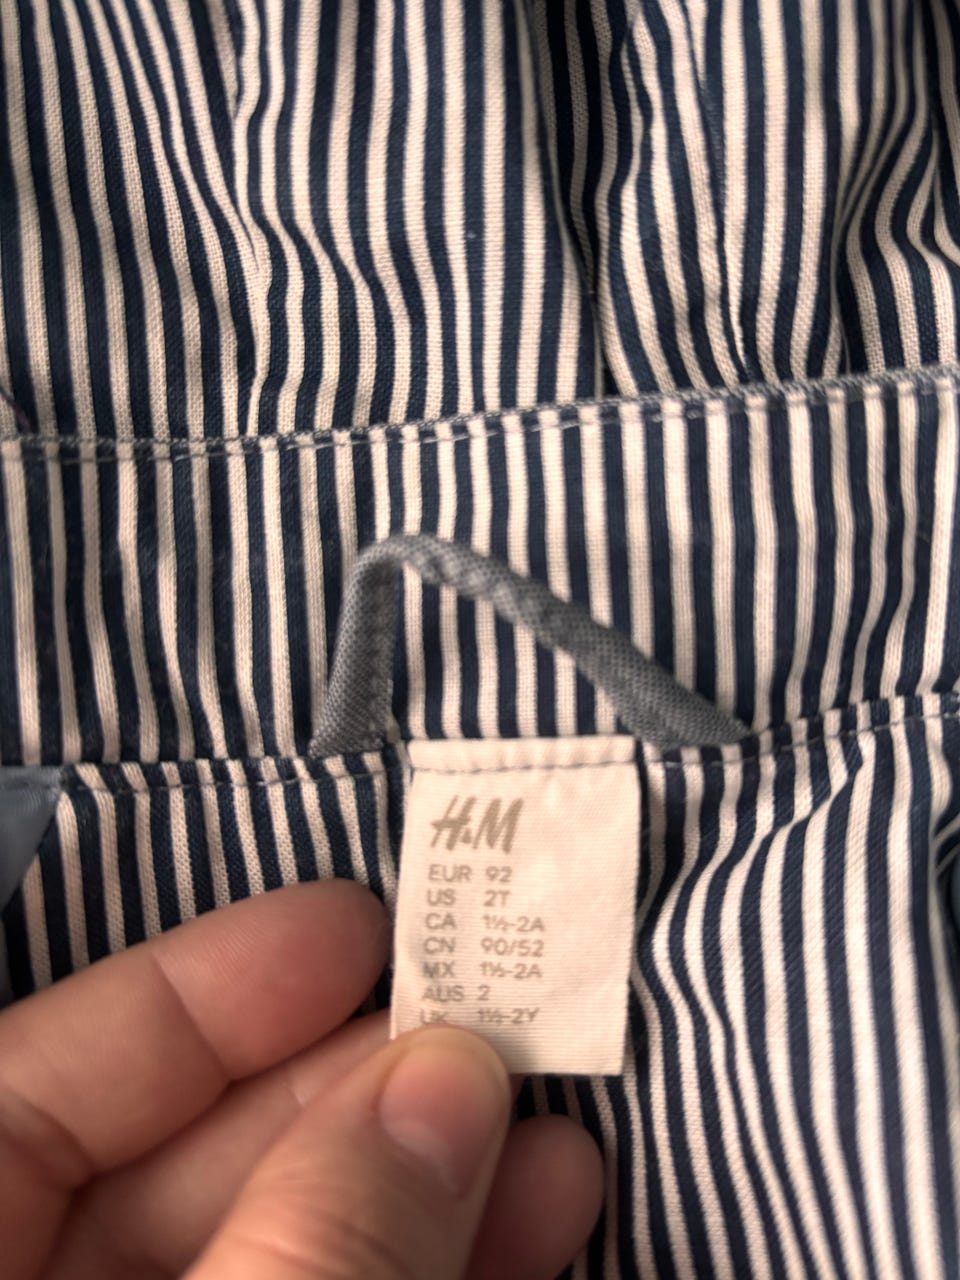 H&M
EUR 92
US 2T
CA 1½-2A
CN 90/52
MX 1½-2A
AUS 2
UK 1½-2Y